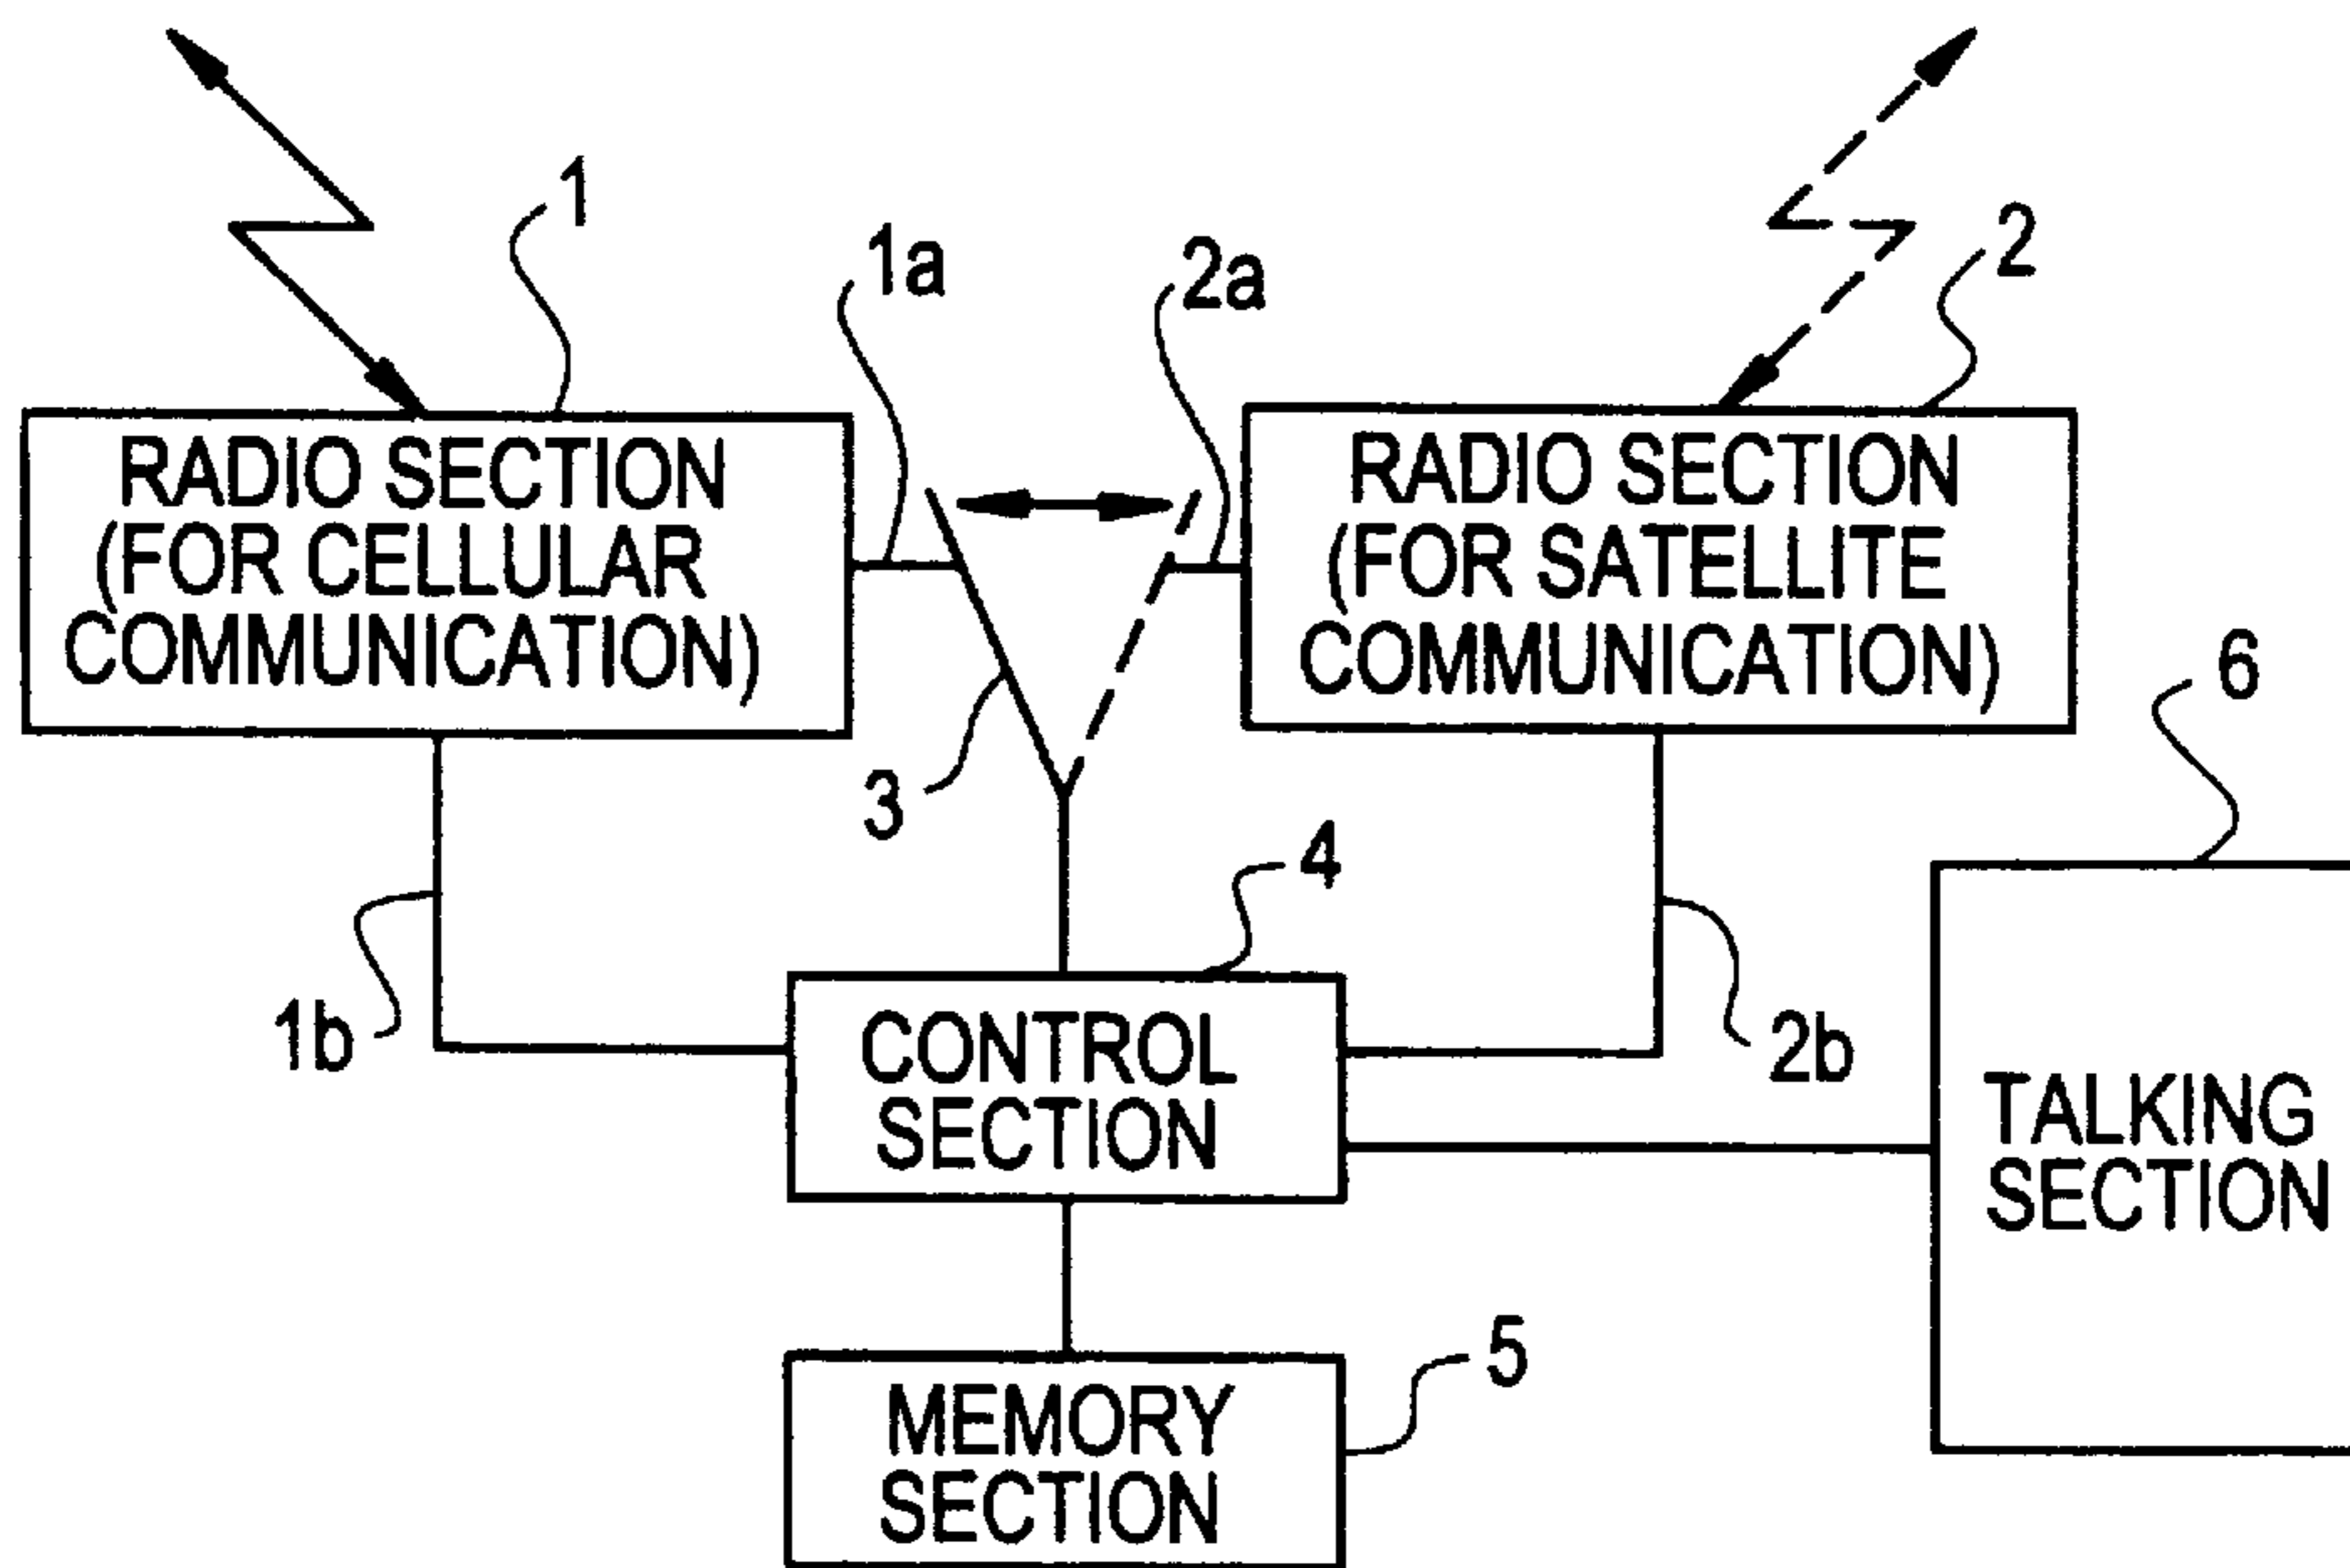 1
1a
2a
2
RADIO SECTION
(FOR CELLULAR
COMMUNICATION)
RADIO SECTION
(FOR SATELLITE
COMMUNICATION)
3
6
4
1b
2b
CONTROL
SECTION
TALKING
SECTION
5
MEMORY
SECTION